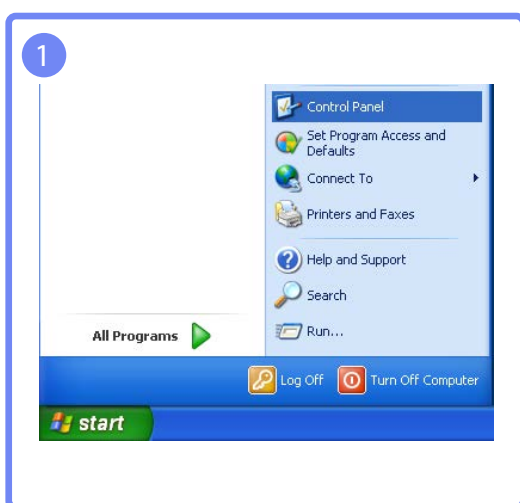 1
Control Panel
Set Program Access and
Defaults
Connect To
Printers and Faxes
Help and Support
Search
Run...
All Programs
Log Off
Turn Off Computer
start